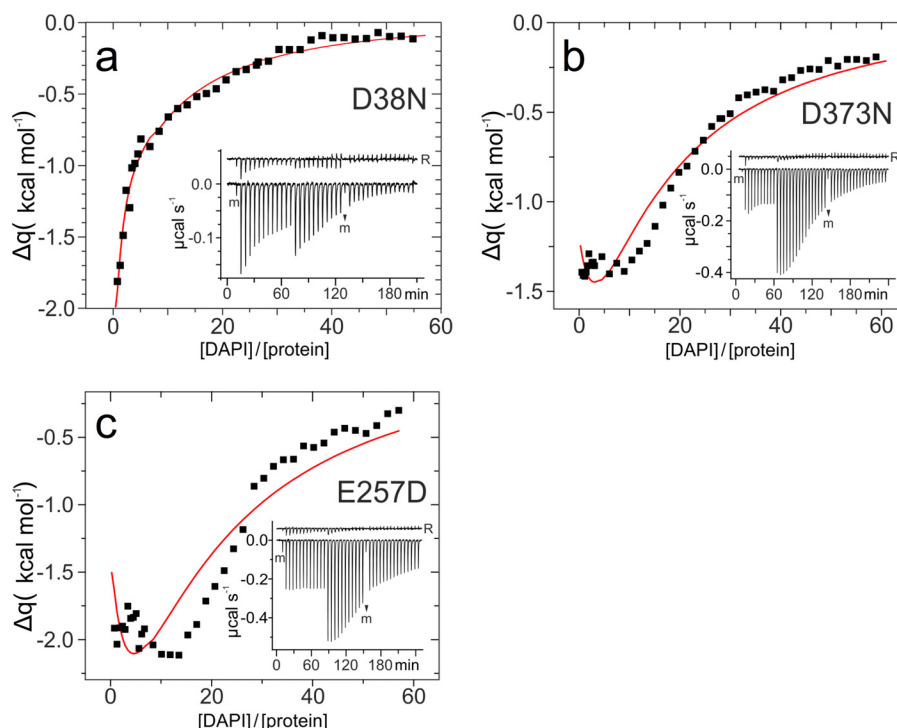 a
D38N
Δq( kcal mol⁻¹)
0.0
-0.5
-1.0
-1.5
-2.0
0
20
40
60
[DAPI]/[protein]
R
m
m
μcal s⁻¹
0.0
-0.1
0
60
120
180 min
b
D373N
Δq( kcal mol⁻¹)
0.0
-0.5
-1.0
-1.5
0
20
40
60
[DAPI]/[protein]
R
m
m
μcal s⁻¹
0.0
-0.2
-0.4
0
60
120
180 min
c
E257D
Δq( kcal mol⁻¹)
-0.5
-1.0
-1.5
-2.0
0
20
40
60
[DAPI]/[protein]
R
m
m
μcal s⁻¹
0.0
-0.2
-0.4
0
60
120
180 min